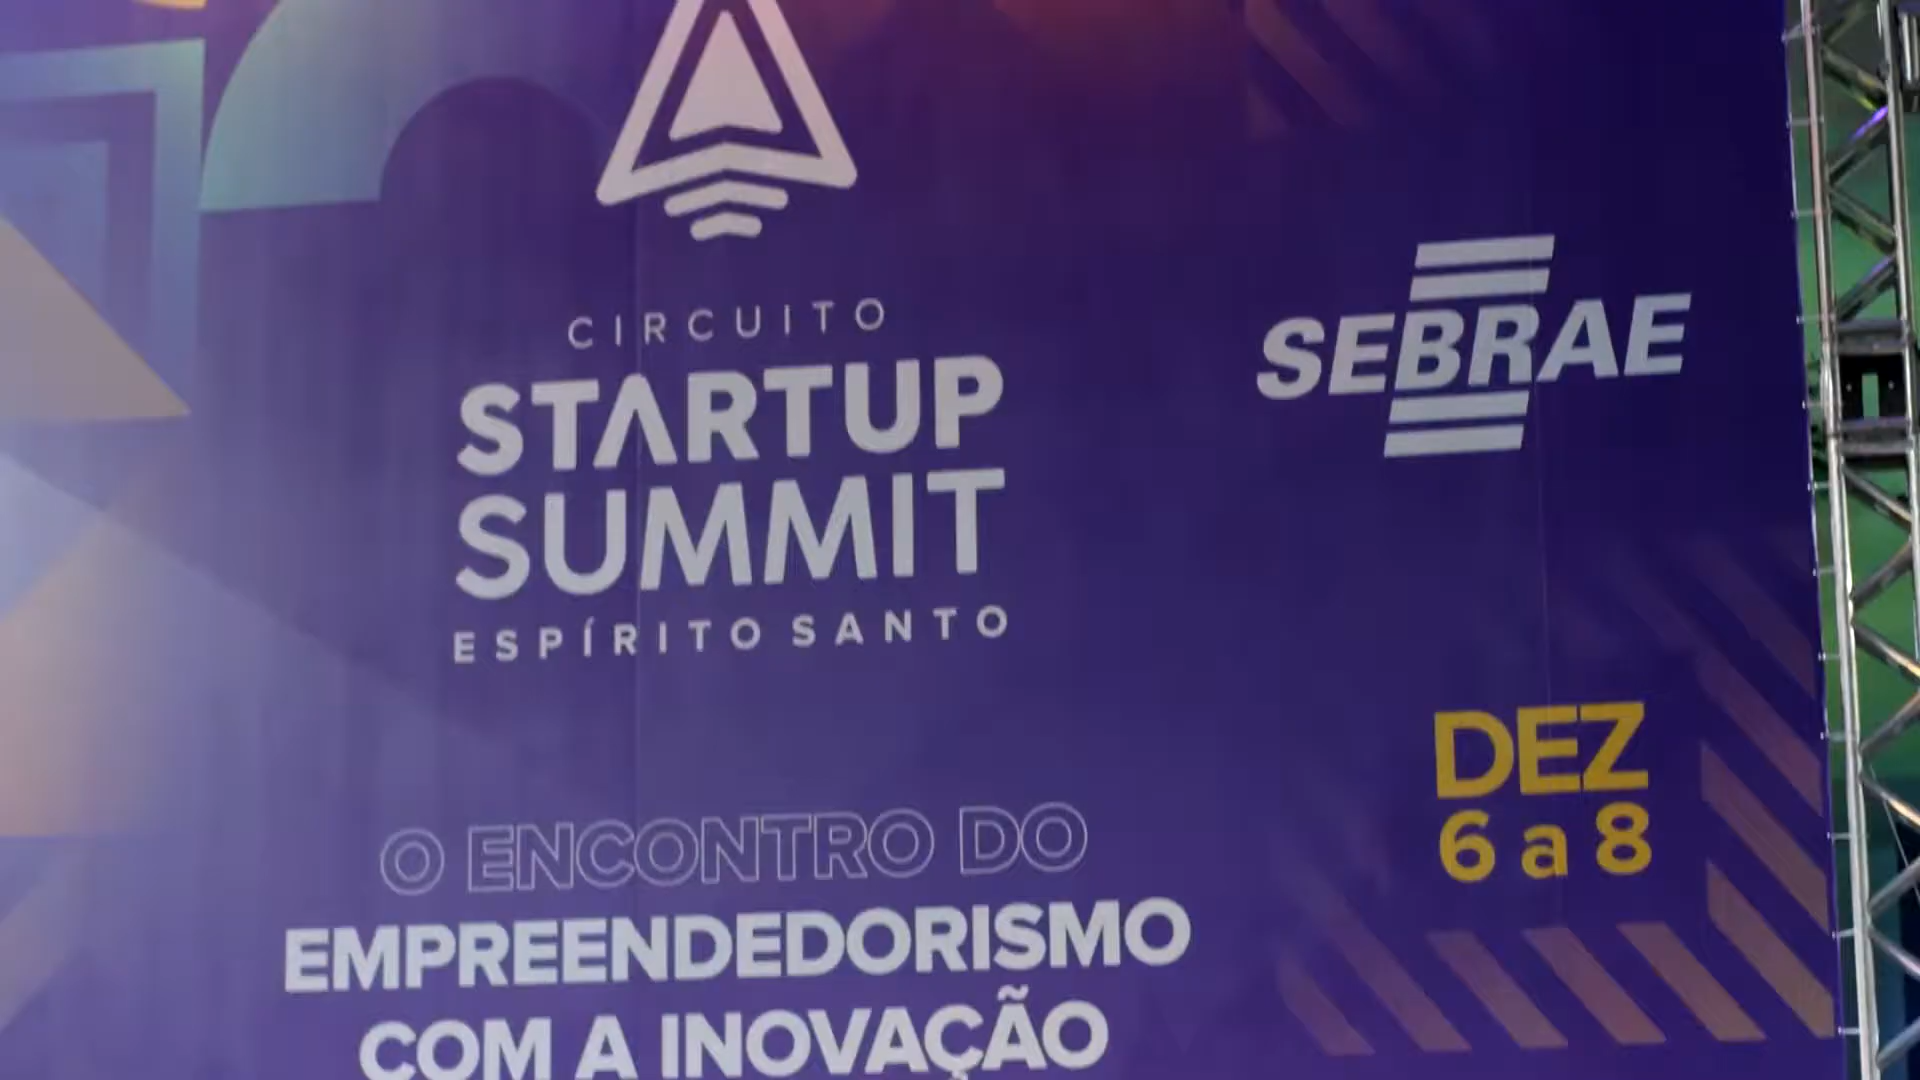 CIRCUITO
STARTUP
SUMMIT
ESPÍRITO SANTO
SEBRAE
DEZ
6 a 8
O ENCONTRO DO
EMPREENDEDORISMO
COM A INOVAÇÃO